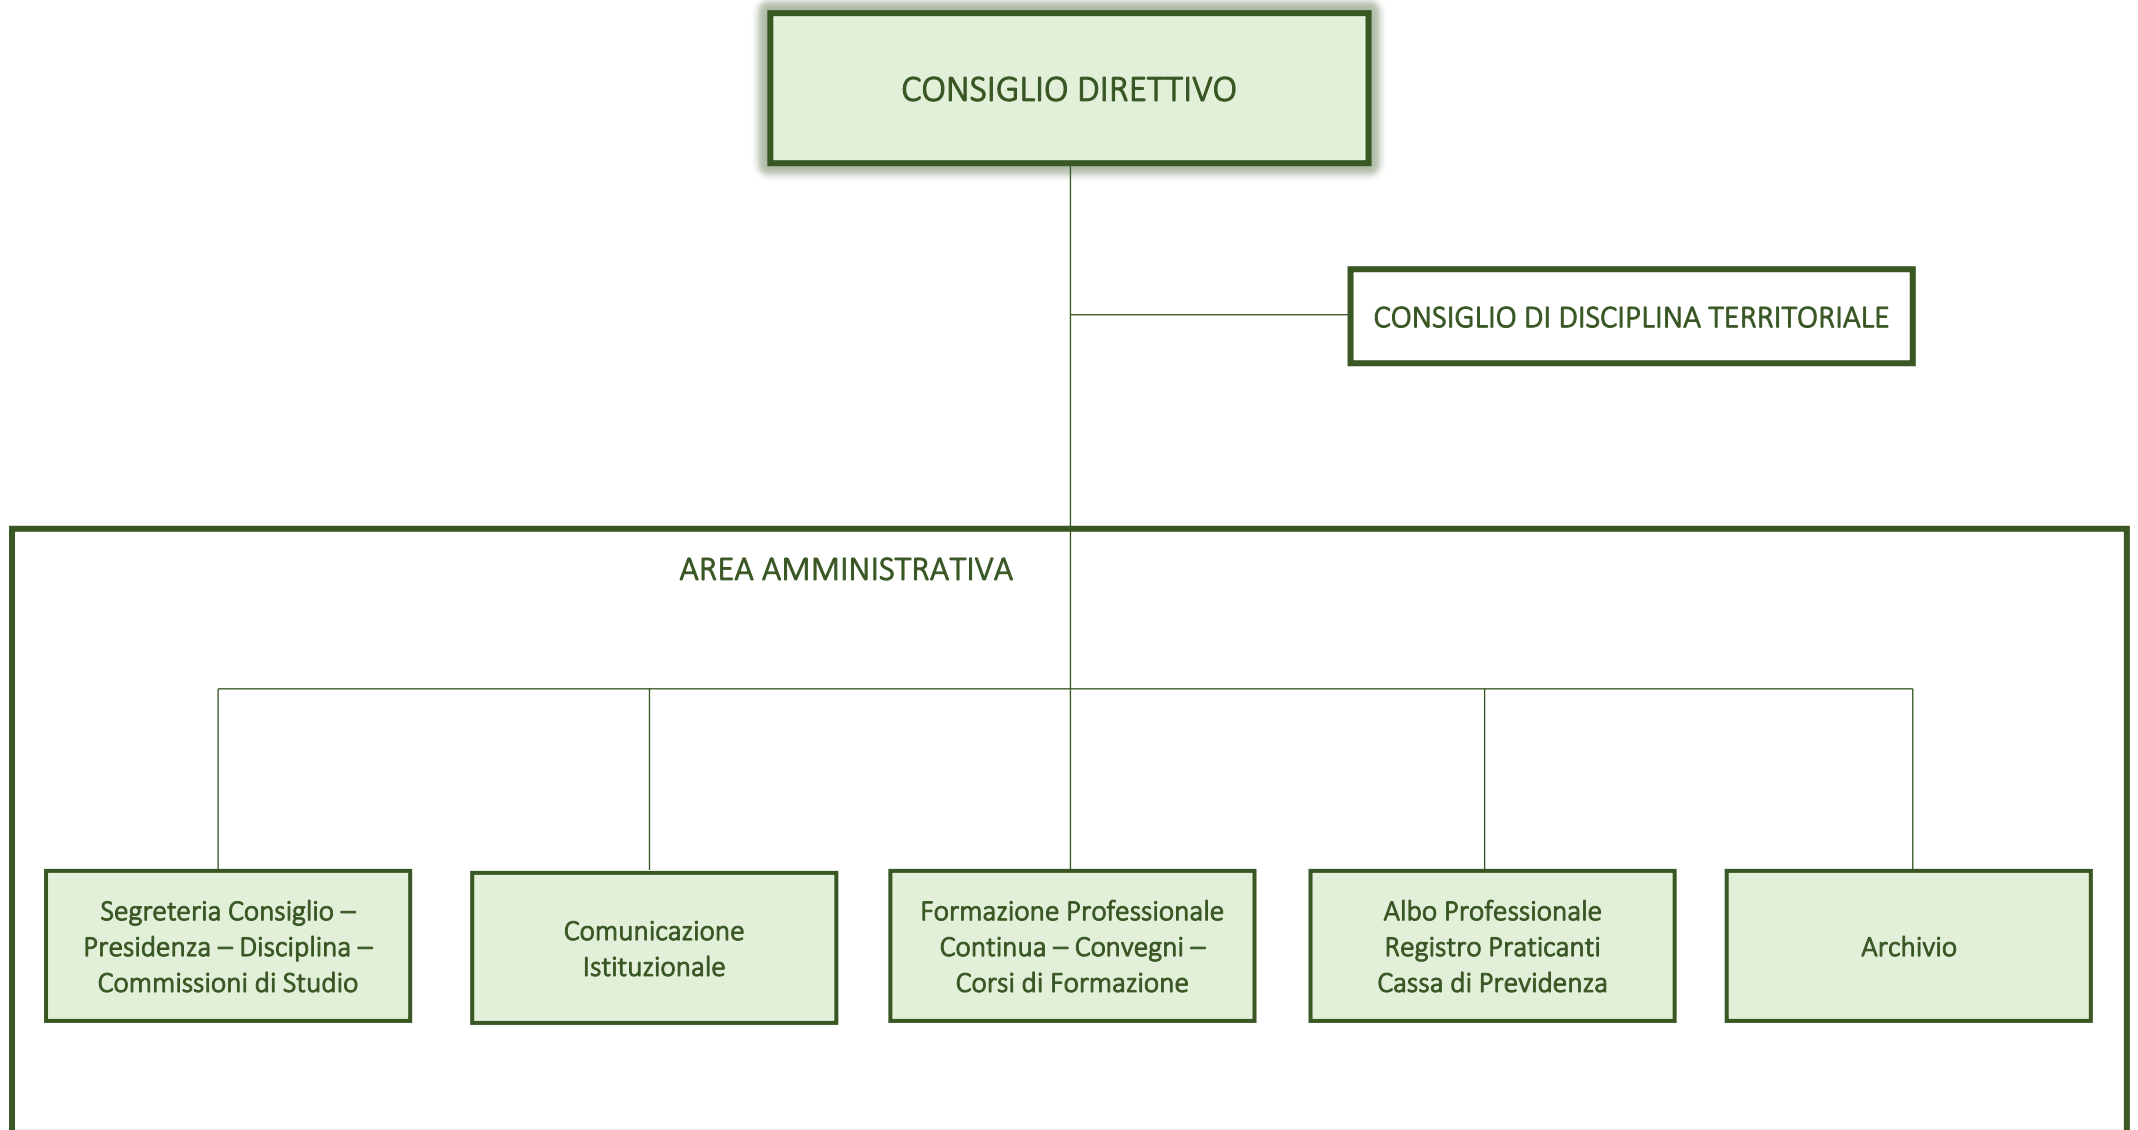 CONSIGLIO DIRETTIVO
CONSIGLIO DI DISCIPLINA TERRITORIALE
AREA AMMINISTRATIVA
Segreteria Consiglio –
Presidenza – Disciplina –
Commissioni di Studio
Comunicazione
Istituzionale
Formazione Professionale
Continua – Convegni –
Corsi di Formazione
Albo Professionale
Registro Praticanti
Cassa di Previdenza
Archivio